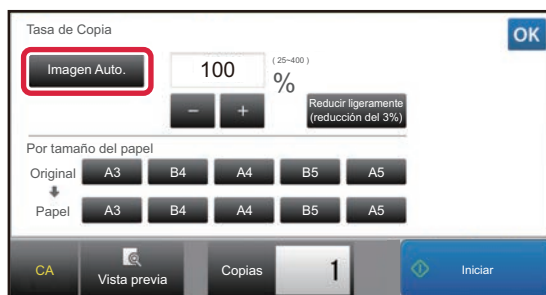 Tasa de Copia
OK
Imagen Auto.
100
( 25~400 )
%
− +
Reducir ligeramente
(reducción del 3%)
Por tamaño del papel
Original A3 B4 A4 B5 A5
Papel A3 B4 A4 B5 A5
CA
Vista previa
Copias
1
Iniciar